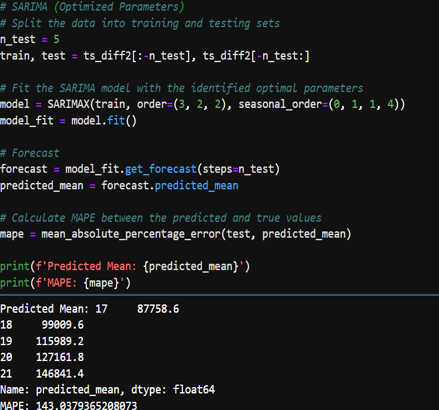 # SARIMA (Optimized Parameters)
# Split the data into training and testing sets
n_test = 5
train, test = ts_diff2[:-n_test], ts_diff2[-n_test:]
# Fit the SARIMA model with the identified optimal parameters
model = SARIMAX(train, order=(3, 2, 2), seasonal_order=(0, 1, 1, 4))
model_fit = model.fit()
# Forecast
forecast = model_fit.get_forecast(steps=n_test)
predicted_mean = forecast.predicted_mean
# Calculate MAPE between the predicted and true values
mape = mean_absolute_percentage_error(test, predicted_mean)
print(f'Predicted Mean: {predicted_mean}')
print(f'MAPE: {mape}')
Predicted Mean: 17     87758.6
18     99009.6
19    115989.2
20    127161.8
21    146841.4
Name: predicted_mean, dtype: float64
MAPE: 143.0379365208073